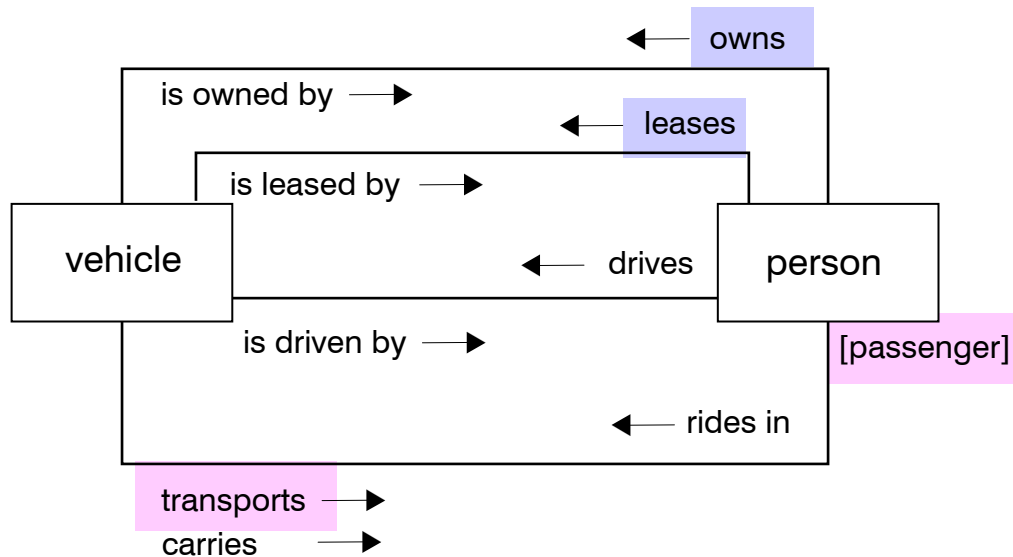 owns
is owned by
leases
is leased by
vehicle
drives
person
is driven by
[passenger]
rides in
transports
carries